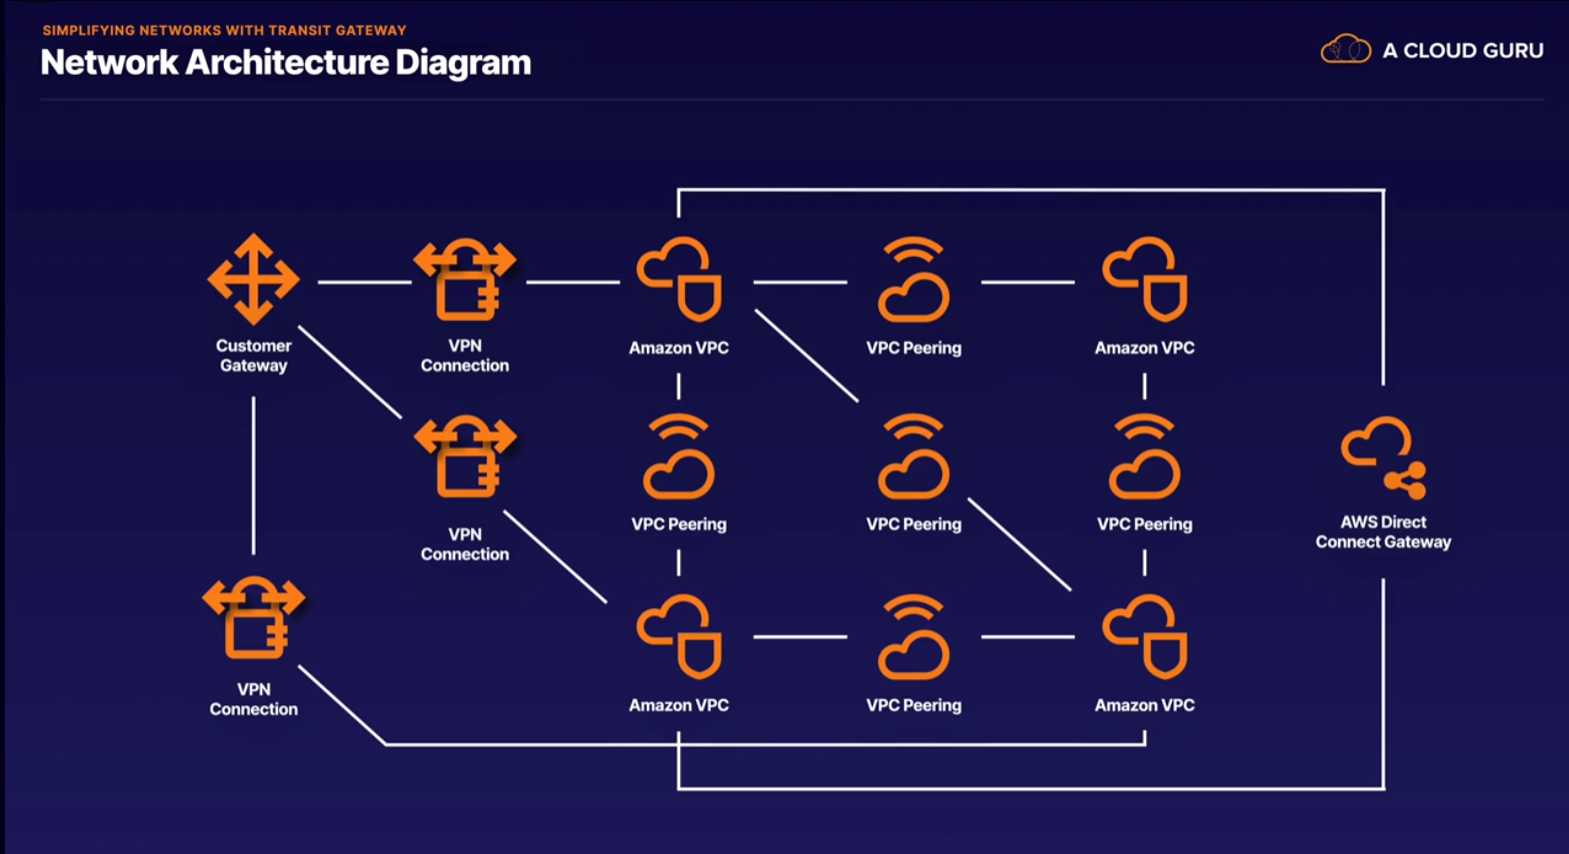 SIMPLIFYING NETWORKS WITH TRANSIT GATEWAY
Network Architecture Diagram
A CLOUD GURU
Customer
Gateway
VPN
Connection
Amazon VPC
VPC Peering
Amazon VPC
VPN
Connection
VPC Peering
VPC Peering
VPC Peering
AWS Direct
Connect Gateway
VPN
Connection
Amazon VPC
VPC Peering
Amazon VPC